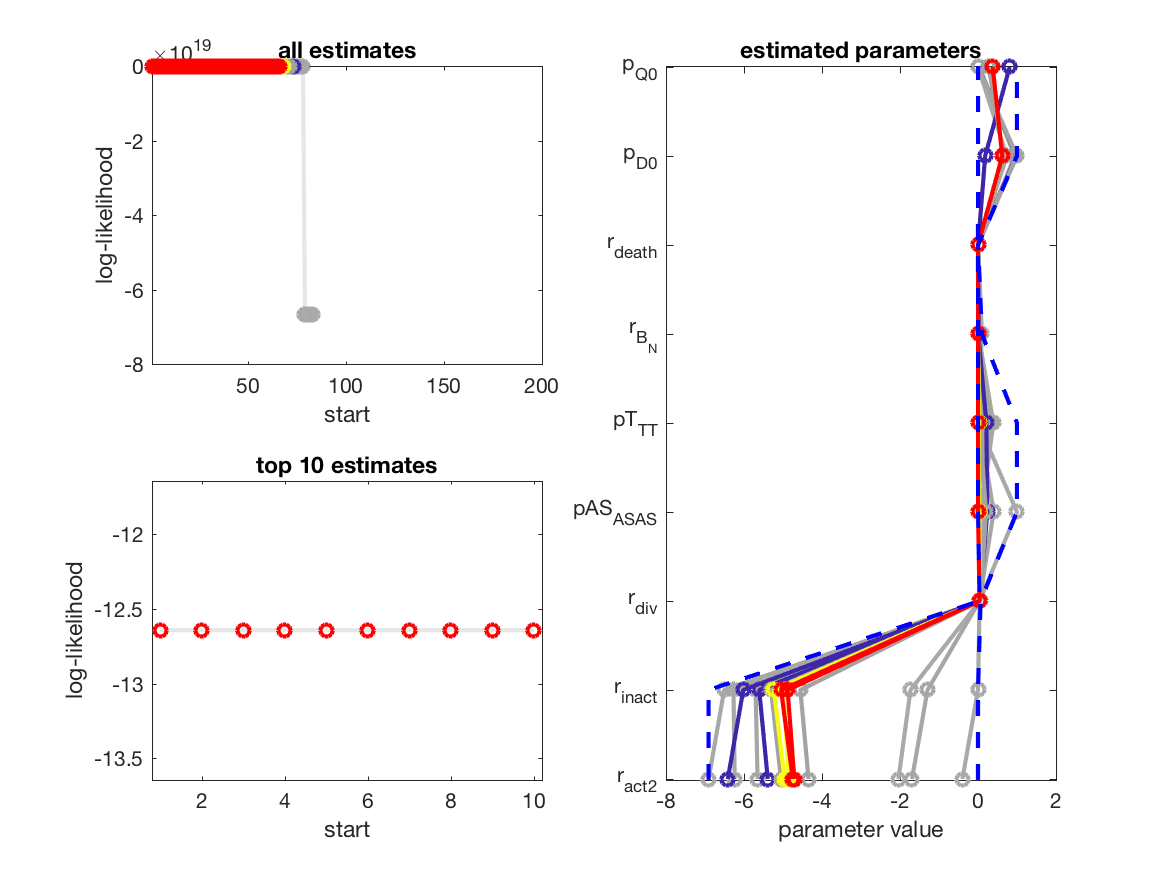 ×10^19
all estimates
0
-2
-4
-6
-8
log-likelihood
50 100 150 200
start
top 10 estimates
-12
-12.5
-13
-13.5
log-likelihood
2 4 6 8 10
start
estimated parameters
p_Q0
p_D0
r_death
r_B_N
pT_TT
pAS_ASAS
r_div
r_inact
r_act2
-8 -6 -4 -2 0 2
parameter value